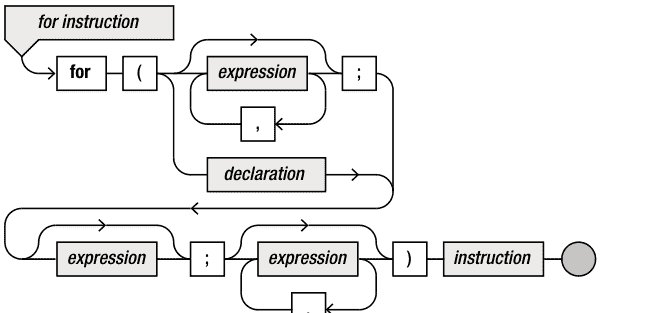 for instruction
for ( expression ;
,
declaration
expression ; expression ) instruction